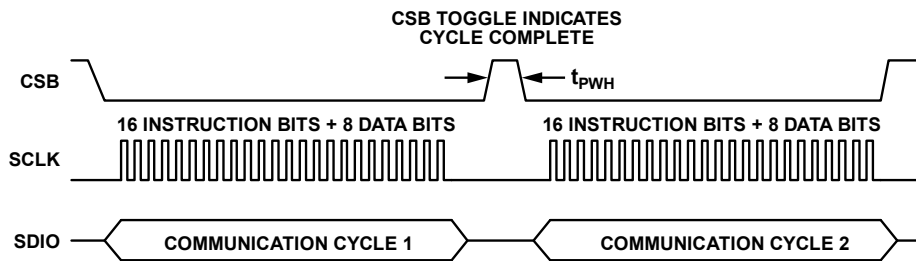 CSB TOGGLE INDICATES
CYCLE COMPLETE
CSB
tPWH
16 INSTRUCTION BITS + 8 DATA BITS
16 INSTRUCTION BITS + 8 DATA BITS
SCLK
SDIO
COMMUNICATION CYCLE 1
COMMUNICATION CYCLE 2